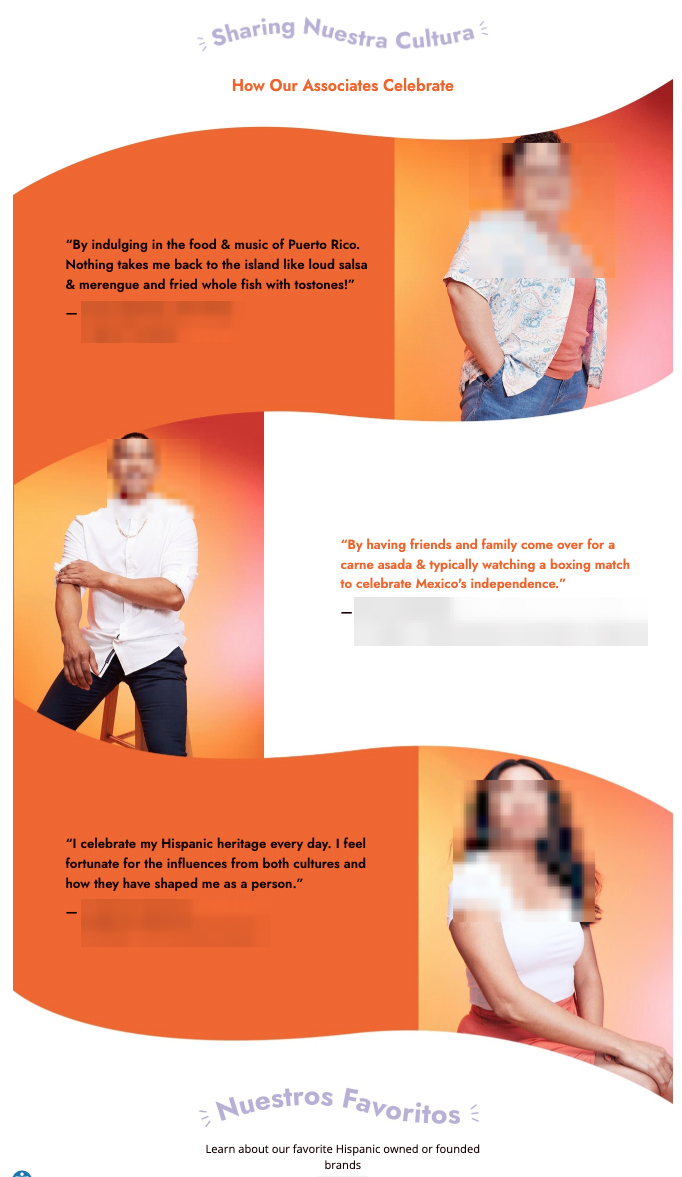 Sharing Nuestra Cultura
How Our Associates Celebrate
“By indulging in the food & music of Puerto Rico.
Nothing takes me back to the island like loud salsa
& merengue and fried whole fish with tostones!”
—
“By having friends and family come over for a
carne asada & typically watching a boxing match
to celebrate Mexico's independence.”
—
“I celebrate my Hispanic heritage every day. I feel
fortunate for the influences from both cultures and
how they have shaped me as a person.”
—
Nuestros Favoritos
Learn about our favorite Hispanic owned or founded
brands